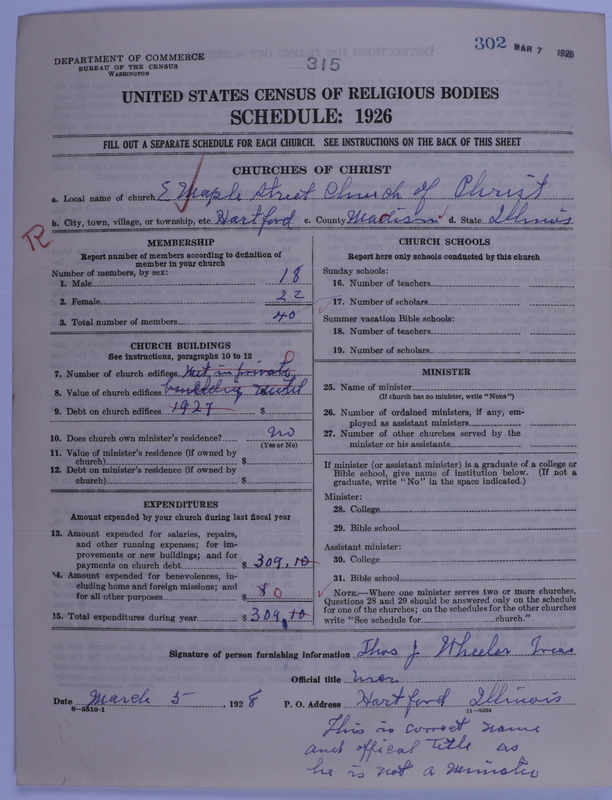 302 MAR 7 1928
DEPARTMENT OF COMMERCE
BUREAU OF THE CENSUS
WASHINGTON
315
UNITED STATES CENSUS OF RELIGIOUS BODIES
SCHEDULE: 1926
FILL OUT A SEPARATE SCHEDULE FOR EACH CHURCH. SEE INSTRUCTIONS ON THE BACK OF THIS SHEET
CHURCHES OF CHRIST
a. Local name of church E Maple Street Church of Christ
b. City, town, village, or township, etc. Hartford c. County Madison d. State Illinois
R
MEMBERSHIP
Report number of members according to definition of
member in your church
Number of members, by sex:
1. Male 18
2. Female 22
3. Total number of members 40
CHURCH BUILDINGS
See instructions, paragraphs 10 to 12
7. Number of church edifices Met in private 0
8. Value of church edifices building until
9. Debt on church edifices 1927 $
10. Does church own minister's residence? no
(Yes or No)
11. Value of minister's residence (if owned by
church) $
12. Debt on minister's residence (if owned by
church) $
EXPENDITURES
Amount expended by your church during last fiscal year
13. Amount expended for salaries, repairs,
and other running expenses; for im-
provements or new buildings; and for
payments on church debt $ 309.10
14. Amount expended for benevolences, in-
cluding home and foreign missions; and
for all other purposes $ 0
15. Total expenditures during year $ 309.10
CHURCH SCHOOLS
Report here only schools conducted by this church
Sunday schools:
16. Number of teachers
17. Number of scholars
Summer vacation Bible schools:
18. Number of teachers
19. Number of scholars
MINISTER
25. Name of minister
(If church has no minister, write "None")
26. Number of ordained ministers, if any, em-
ployed as assistant ministers
27. Number of other churches served by the
minister or his assistants
If minister (or assistant minister) is a graduate of a college or
Bible school, give name of institution below. (If not a
graduate, write "No" in the space indicated.)
Minister:
28. College
29. Bible school
Assistant minister:
30. College
31. Bible school
NOTE.—Where one minister serves two or more churches,
Questions 28 and 29 should be answered only on the schedule
for one of the churches; on the schedules for the other churches
write "See schedule for church."
Signature of person furnishing information Thos J Wheeler Treas
Official title
Date March 5 1928 P. O. Address Hartford Illinois
8—5518-1 11—9204
This is correct name
and offical Title as
he is not a Minister